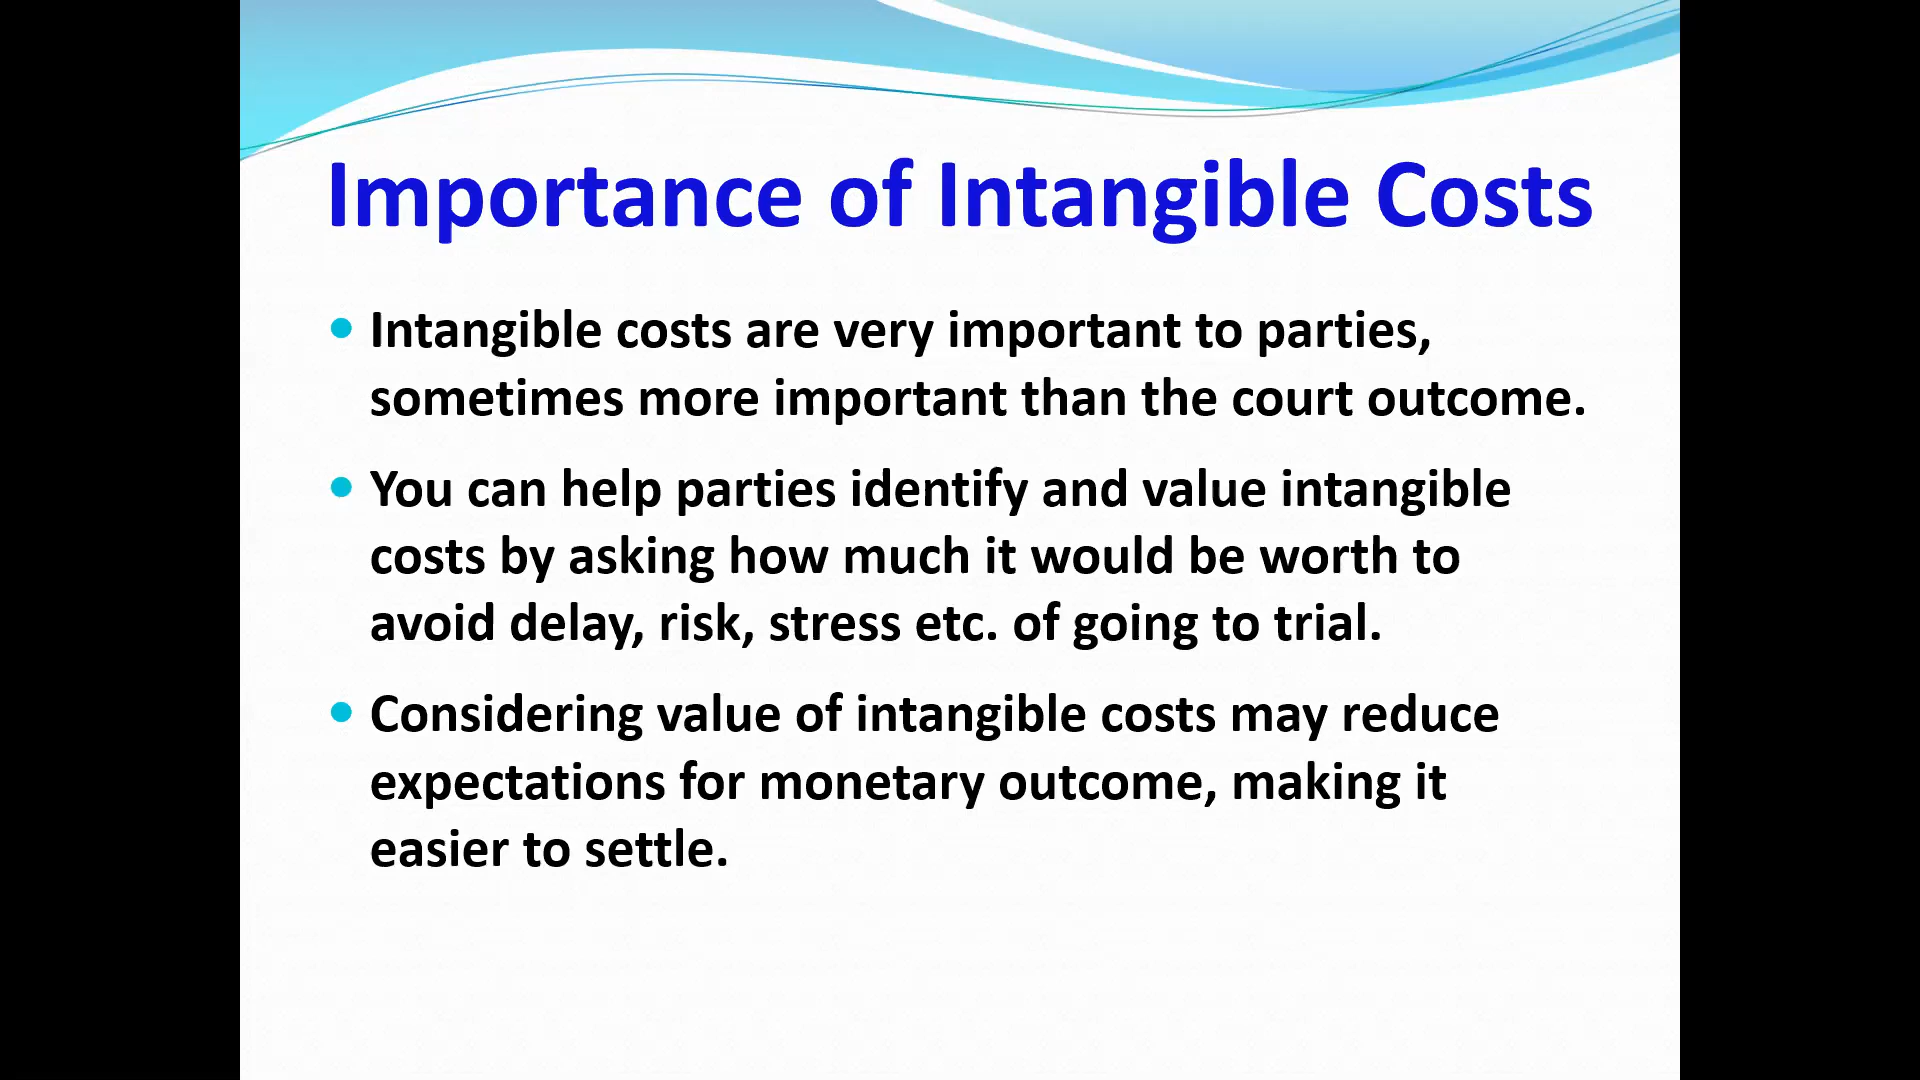 Importance of Intangible Costs
Intangible costs are very important to parties,
sometimes more important than the court outcome.
You can help parties identify and value intangible
costs by asking how much it would be worth to
avoid delay, risk, stress etc. of going to trial.
Considering value of intangible costs may reduce
expectations for monetary outcome, making it
easier to settle.